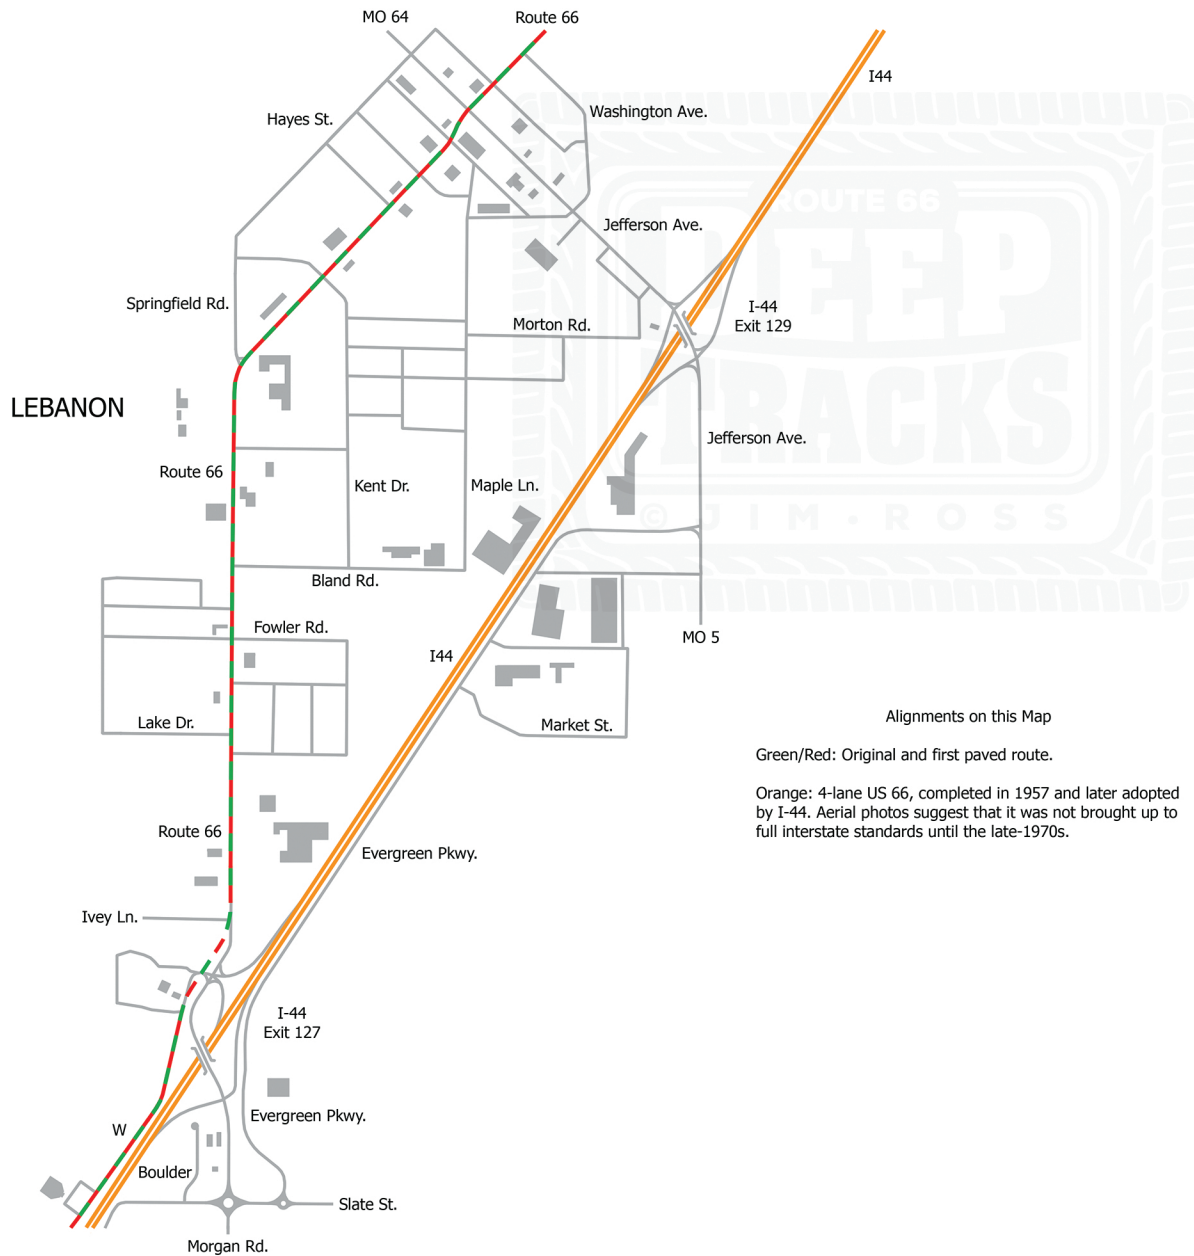 MO 64
Route 66
I44
Washington Ave.
Hayes St.
ROUTE 66
DEEP
TRACKS
© JIM-ROSS
Jefferson Ave.
Springfield Rd.
I-44
Exit 129
Morton Rd.
LEBANON
Jefferson Ave.
Route 66
Kent Dr.
Maple Ln.
Bland Rd.
Fowler Rd.
MO 5
I44
Lake Dr.
Market St.
Alignments on this Map
Green/Red: Original and first paved route.
Orange: 4-lane US 66, completed in 1957 and later adopted
by I-44. Aerial photos suggest that it was not brought up to
full interstate standards until the late-1970s.
Route 66
Evergreen Pkwy.
Ivey Ln.
I-44
Exit 127
Evergreen Pkwy.
W
Boulder
Slate St.
Morgan Rd.